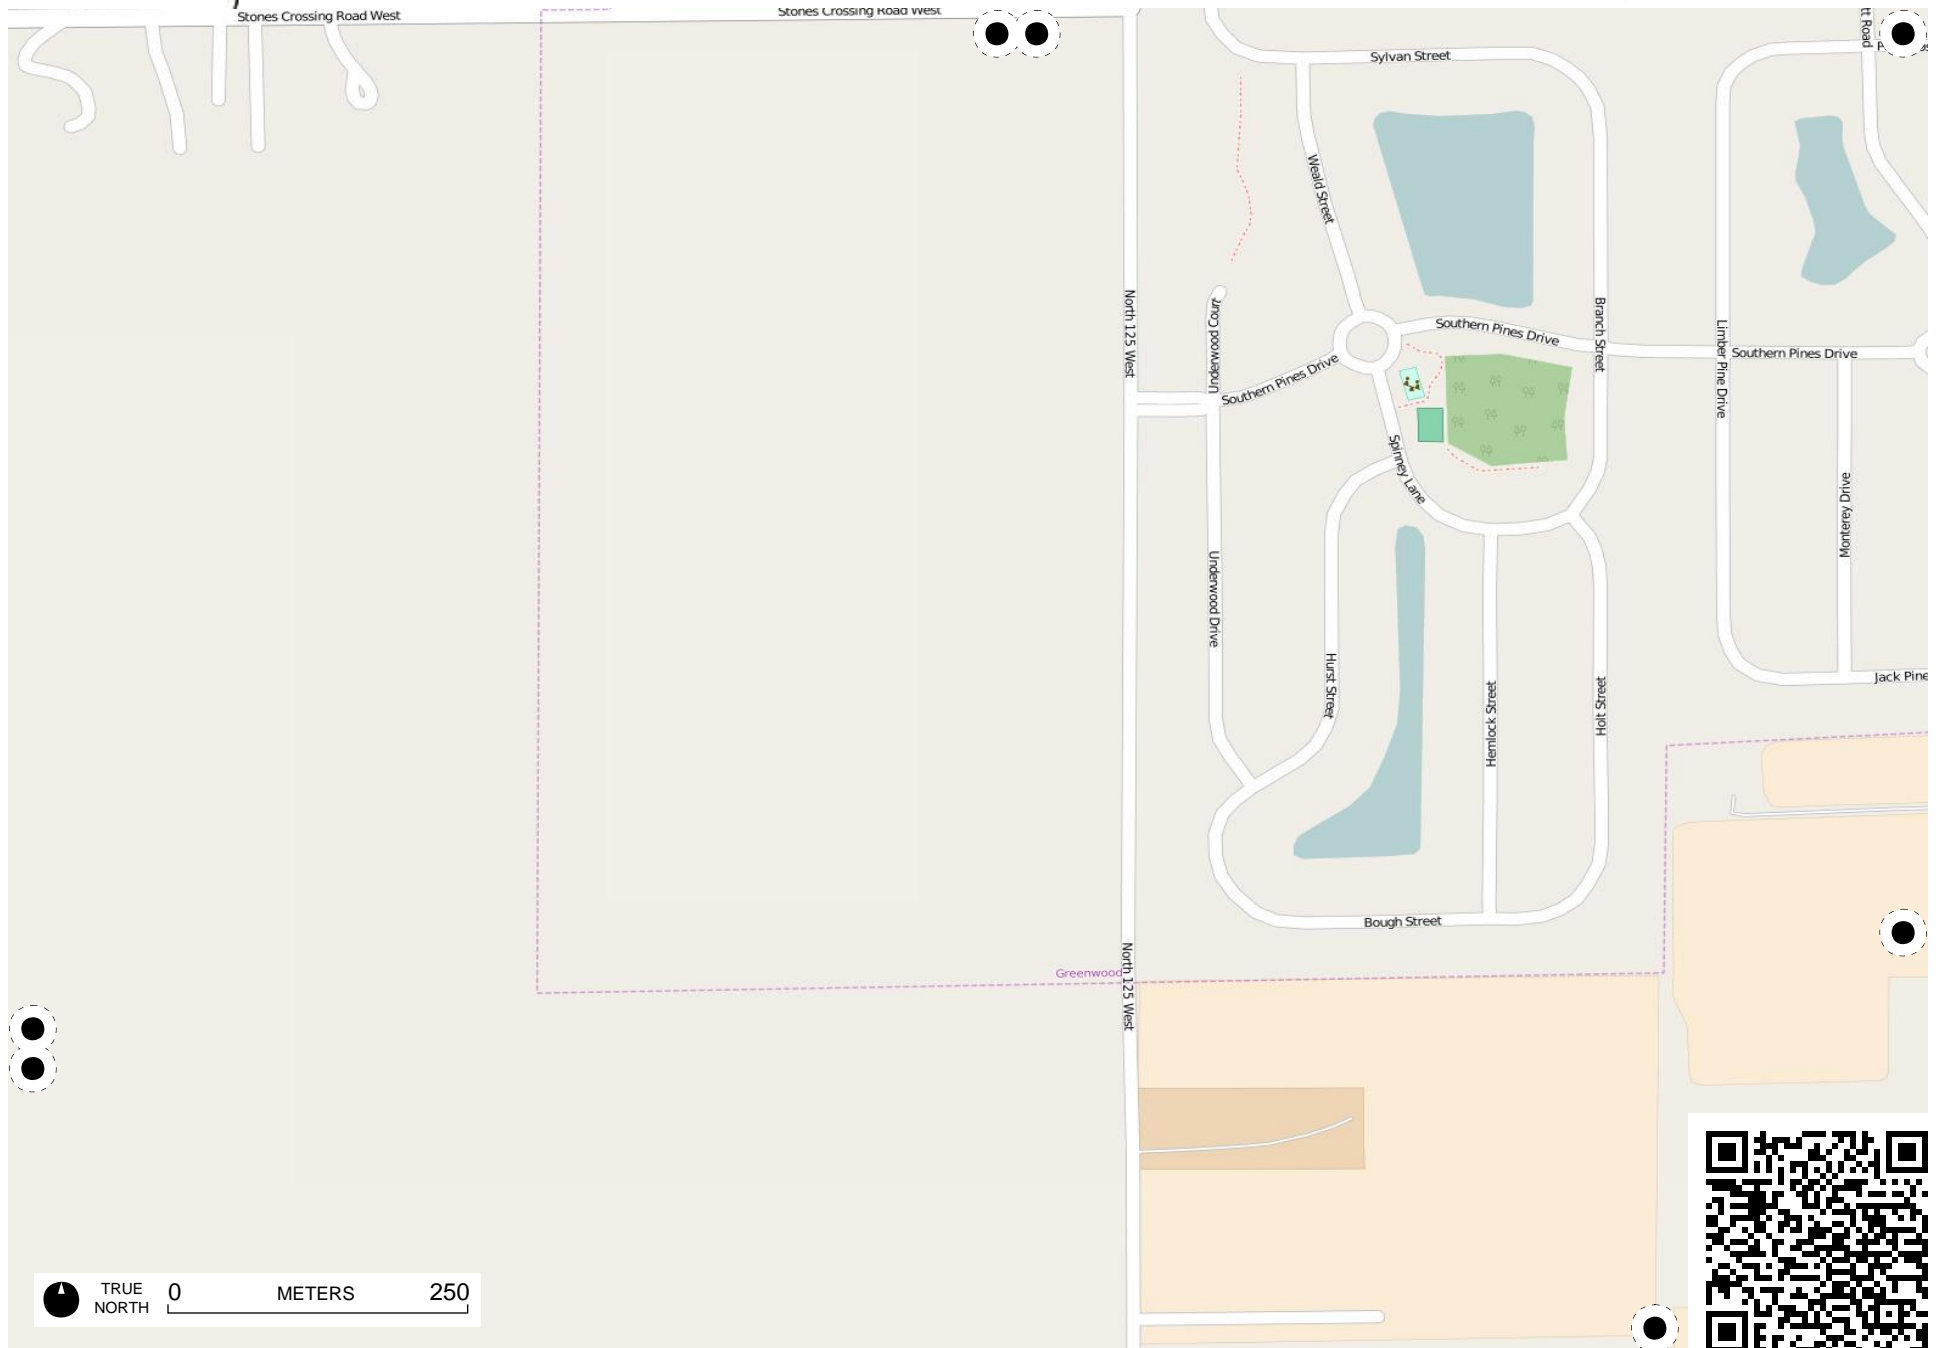 Stones Crossing Road West
Stones Crossing Road West
Sylvan Street
Weald Street
North 125 West
Underwood Court
Southern Pines Drive
Southern Pines Drive
Branch Street
Limber Pine Drive
Southern Pines Drive
Spinney Lane
Monterey Drive
Underwood Drive
Hurst Street
Hemlock Street
Holt Street
Jack Pine
Bough Street
Greenwood
North 125 West
tt Road
TRUE
NORTH
0 METERS 250